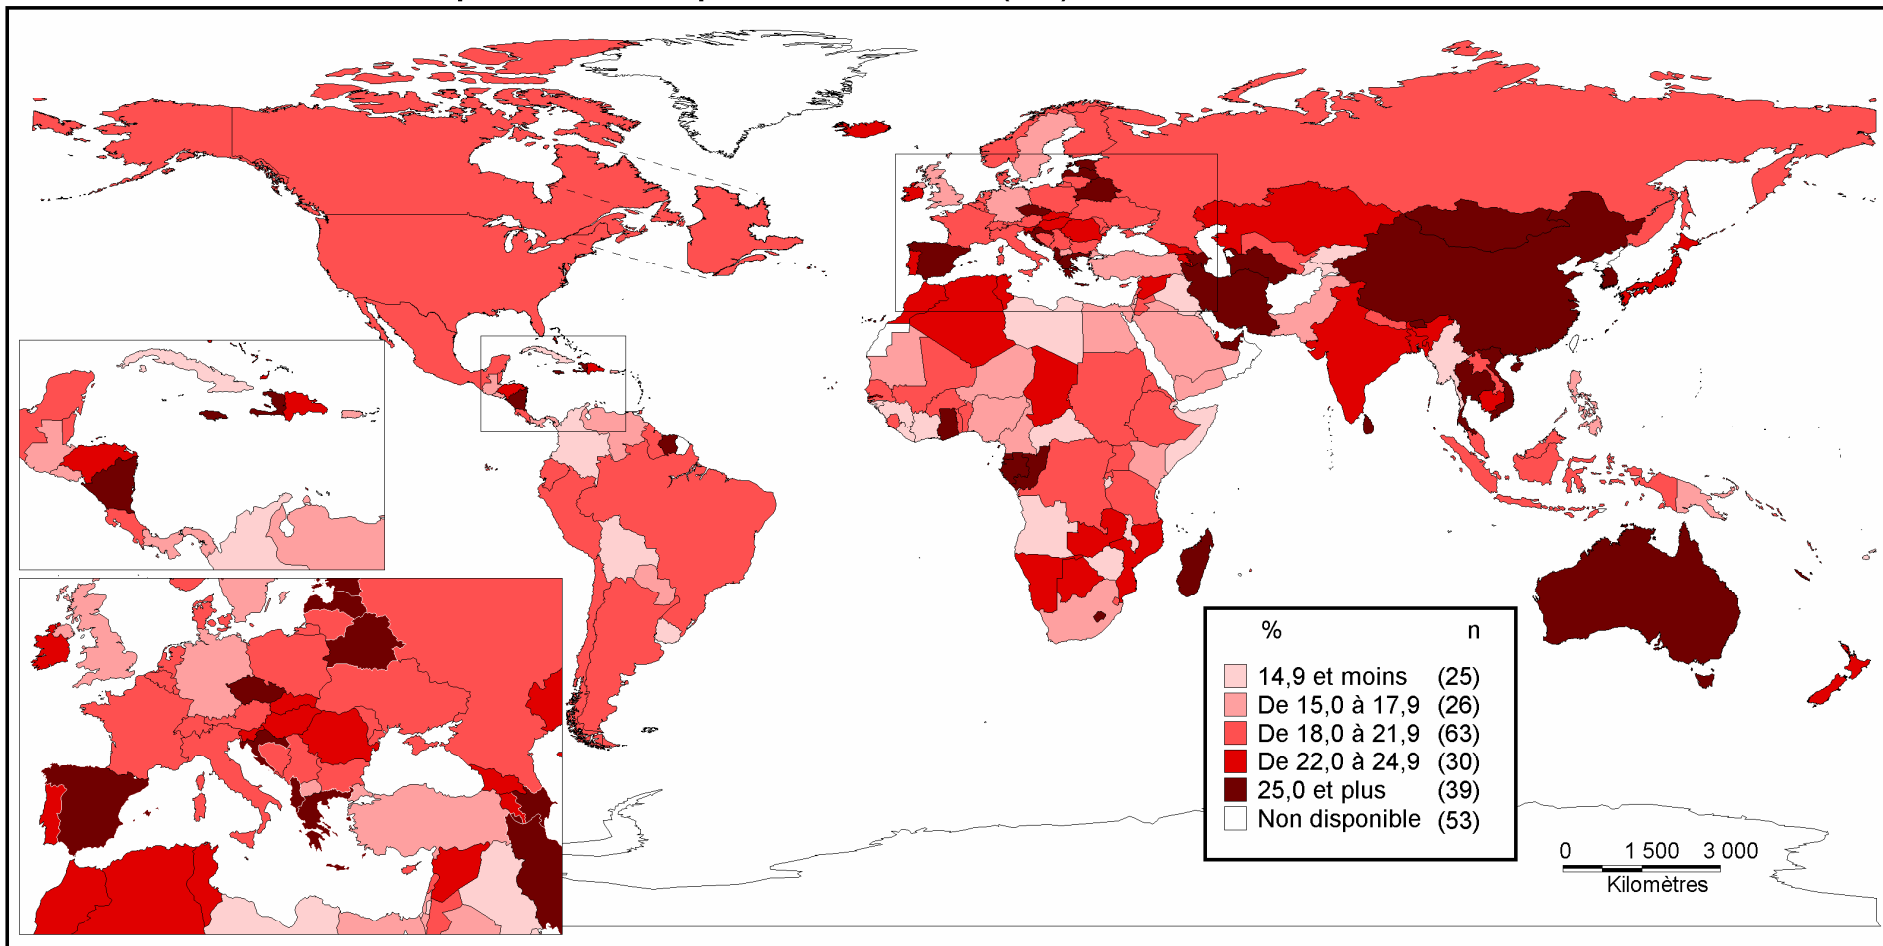 % n
14,9 et moins (25)
De 15,0 à 17,9 (26)
De 18,0 à 21,9 (63)
De 22,0 à 24,9 (30)
25,0 et plus (39)
Non disponible (53)
0 1 500 3 000
Kilomètres